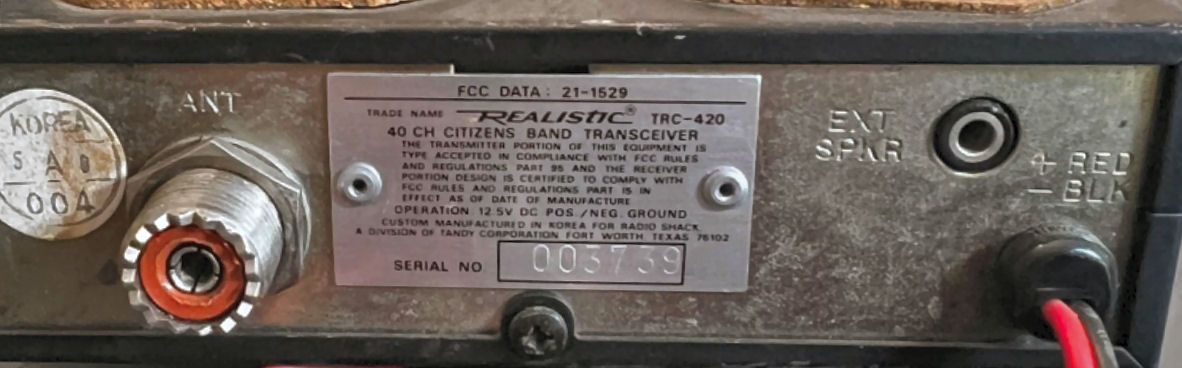 KOREA
S A 8
004
ANT
FCC DATA : 21-1529
TRADE NAME REALISTIC® TRC-420
40 CH CITIZENS BAND TRANSCEIVER
THE TRANSMITTER PORTION OF THIS EQUIPMENT IS
TYPE ACCEPTED IN COMPLIANCE WITH FCC RULES
AND REGULATIONS PART 95 AND THE RECEIVER
PORTION DESIGN IS CERTIFIED TO COMPLY WITH
FCC RULES AND REGULATIONS PART IS IN
EFFECT AS OF DATE OF MANUFACTURE
OPERATION 12.5V DC POS./NEG. GROUND
CUSTOM MANUFACTURED IN KOREA FOR RADIO SHACK
A DIVISION OF TANDY CORPORATION FORT WORTH, TEXAS 76102
SERIAL NO 003739
EXT
SPKR
+ RED
− BLK